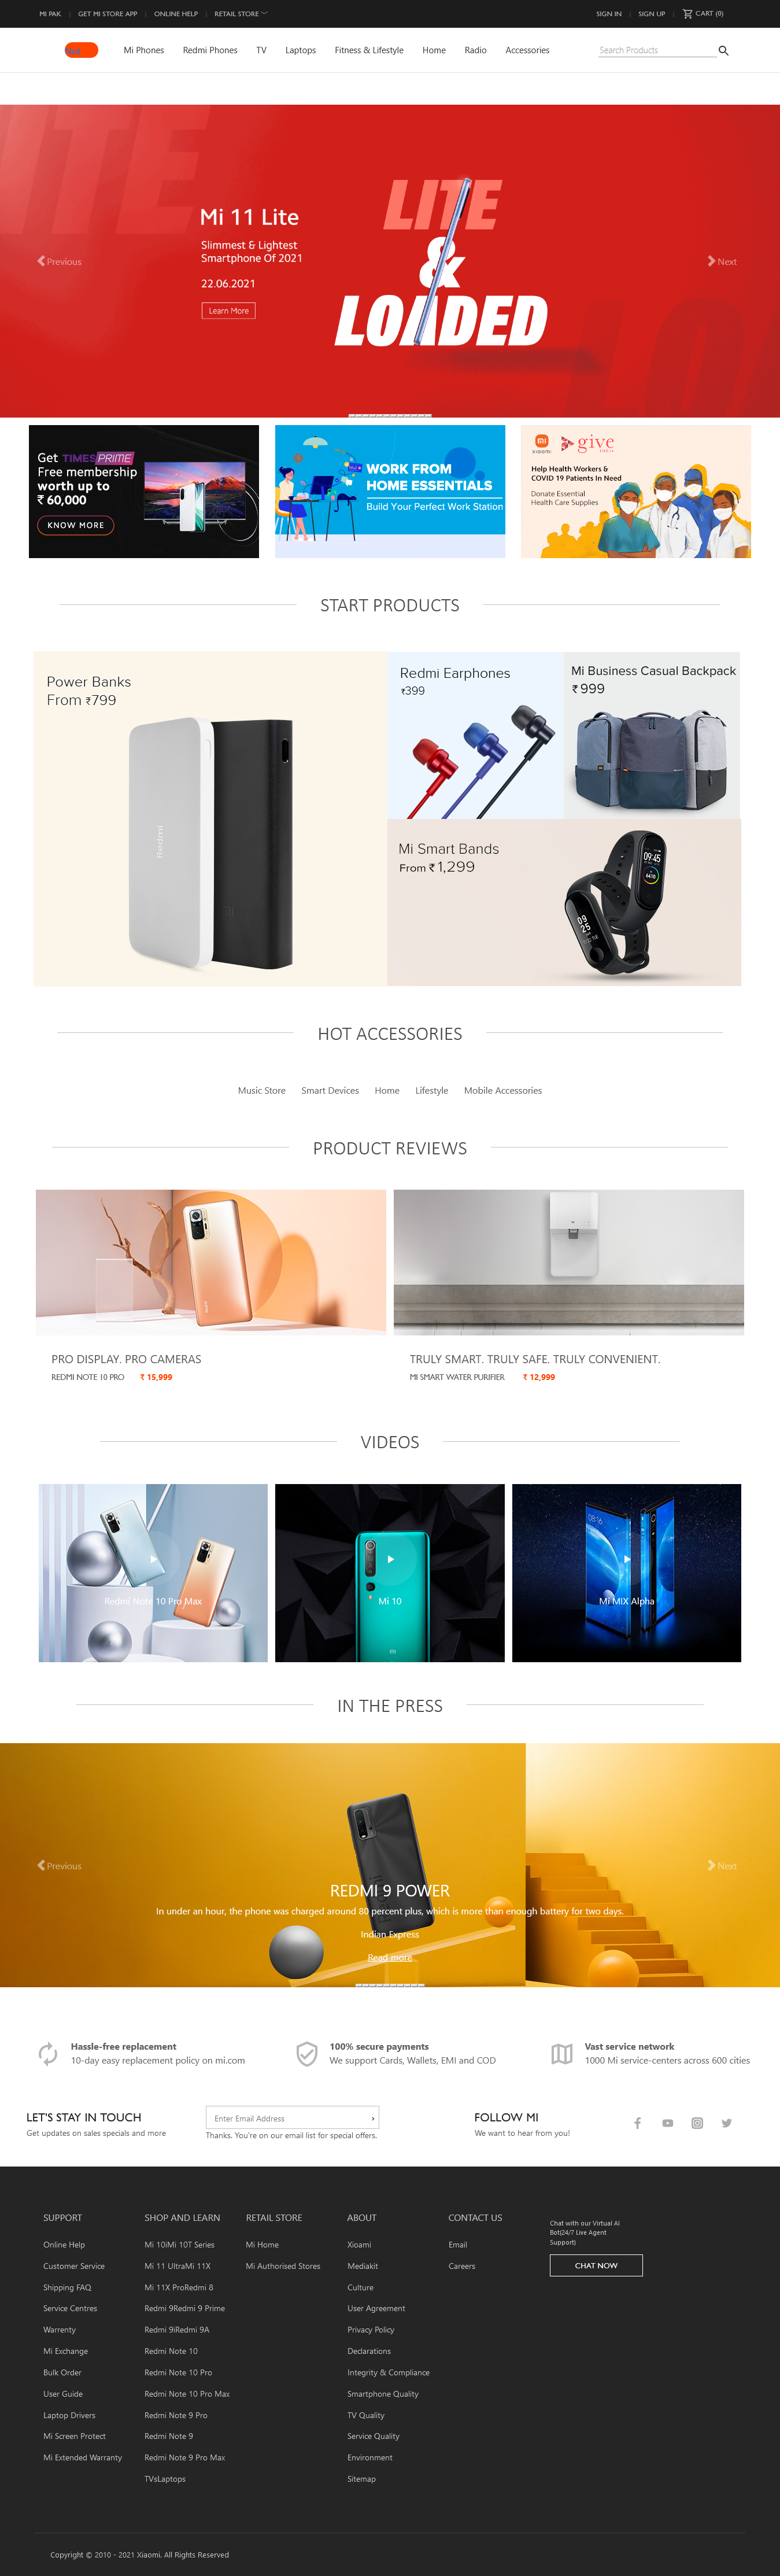 MI PAK | GET MI STORE APP | ONLINE HELP | RETAIL STORE
SIGN IN | SIGN UP | CART (0)
Mi Phones Redmi Phones TV Laptops Fitness & Lifestyle Home Radio Accessories
Search Products
Mi 11 Lite
Slimmest & Lightest
Smartphone Of 2021
22.06.2021
Learn More
LITE
&
LOADED
Previous
Next
Get TIMES PRIME
Free membership
worth up to
₹ 60,000
KNOW MORE
WORK FROM
HOME ESSENTIALS
Build Your Perfect Work Station
xiaomi
give
Help Health Workers &
COVID 19 Patients In Need
Donate Essential
Health Care Supplies
START PRODUCTS
Power Banks
From ₹799
Redmi
Redmi Earphones
₹399
Mi Business Casual Backpack
₹ 999
Mi Smart Bands
From ₹ 1,299
09:45
09:25
HOT ACCESSORIES
Music Store Smart Devices Home Lifestyle Mobile Accessories
PRODUCT REVIEWS
PRO DISPLAY. PRO CAMERAS
REDMI NOTE 10 PRO ₹ 15,999
TRULY SMART. TRULY SAFE. TRULY CONVENIENT.
MI SMART WATER PURIFIER ₹ 12,999
VIDEOS
Redmi Note 10 Pro Max
Mi 10
08:16
Mi MIX Alpha
IN THE PRESS
Previous
Next
REDMI 9 POWER
In under an hour, the phone was charged around 80 percent plus, which is more than enough battery for two days.
Indian Express
Read more
Hassle-free replacement
10-day easy replacement policy on mi.com
100% secure payments
We support Cards, Wallets, EMI and COD
Vast service network
1000 Mi service-centers across 600 cities
LET'S STAY IN TOUCH
Get updates on sales specials and more
Enter Email Address
Thanks. You're on our email list for special offers.
FOLLOW MI
We want to hear from you!
SUPPORT
Online Help
Customer Service
Shipping FAQ
Service Centres
Warrenty
Mi Exchange
Bulk Order
User Guide
Laptop Drivers
Mi Screen Protect
Mi Extended Warranty
SHOP AND LEARN
Mi 10iMi 10T Series
Mi 11 UltraMi 11X
Mi 11X ProRedmi 8
Redmi 9Redmi 9 Prime
Redmi 9iRedmi 9A
Redmi Note 10
Redmi Note 10 Pro
Redmi Note 10 Pro Max
Redmi Note 9 Pro
Redmi Note 9
Redmi Note 9 Pro Max
TVsLaptops
RETAIL STORE
Mi Home
Mi Authorised Stores
ABOUT
Xioami
Mediakit
Culture
User Agreement
Privacy Policy
Declarations
Integrity & Compliance
Smartphone Quality
TV Quality
Service Quality
Environment
Sitemap
CONTACT US
Email
Careers
Chat with our Virtual AI
Bot(24/7 Live Agent
Support)
CHAT NOW
Copyright © 2010 - 2021 Xiaomi. All Rights Reserved